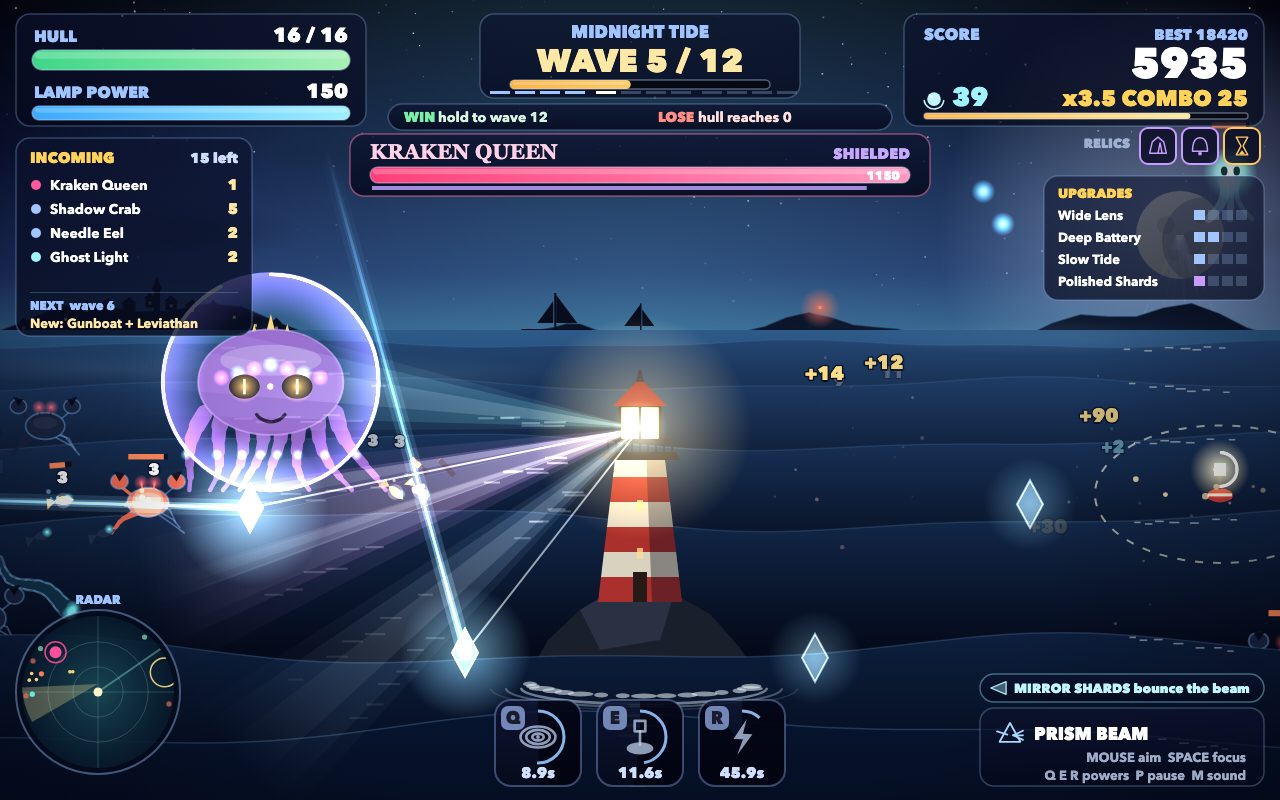 HULL 16 / 16
LAMP POWER 150
MIDNIGHT TIDE
WAVE 5 / 12
WIN hold to wave 12 LOSE hull reaches 0
SCORE BEST 18420
5935
39 x3.5 COMBO 25
KRAKEN QUEEN SHIELDED
1150
RELICS
INCOMING 15 left
Kraken Queen 1
Shadow Crab 5
Needle Eel 2
Ghost Light 2
NEXT wave 6
New: Gunboat + Leviathan
UPGRADES
Wide Lens
Deep Battery
Slow Tide
Polished Shards
+14
+12
+90
+2
+30
3
3
3
3
RADAR
Q
8.9s
E
11.6s
R
45.9s
MIRROR SHARDS bounce the beam
PRISM BEAM
MOUSE aim SPACE focus
Q E R powers P pause M sound